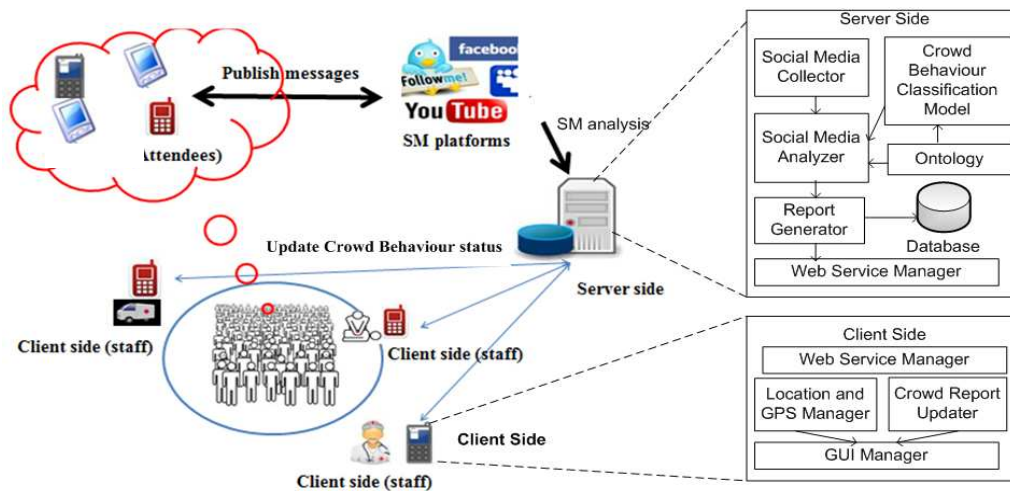 Publish messages
Attendees)
Follow me!
facebook
YouTube
SM platforms
SM analysis
Update Crowd Behaviour status
Server side
Client side (staff)
Client side (staff)
Client side (staff)
Client Side
Server Side
Social Media
Collector
Crowd
Behaviour
Classification
Model
Social Media
Analyzer
Ontology
Report
Generator
Database
Web Service Manager
Client Side
Web Service Manager
Location and
GPS Manager
Crowd Report
Updater
GUI Manager